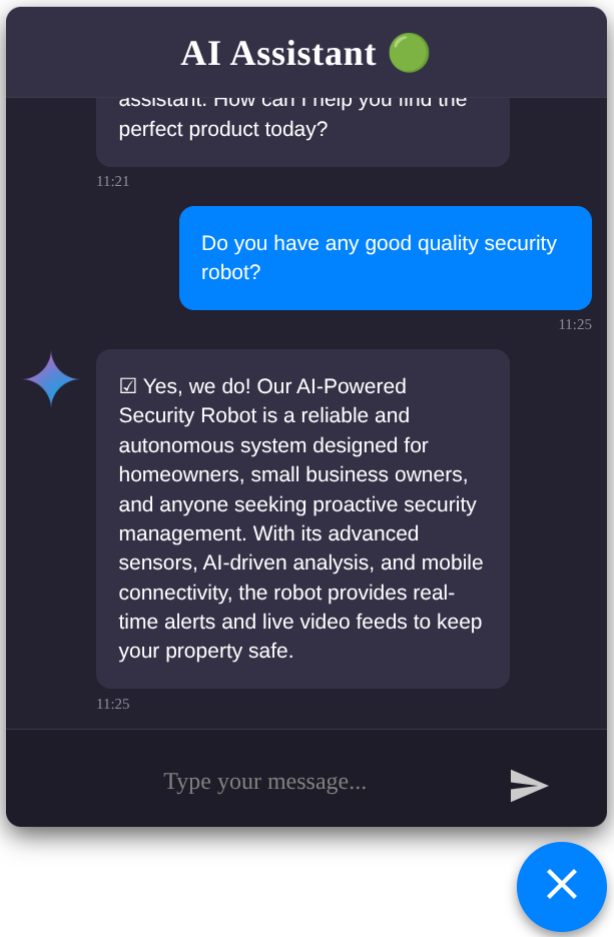 AI Assistant 🟢
assistant. How can I help you find the
perfect product today?
11:21
Do you have any good quality security
robot?
11:25
☑ Yes, we do! Our AI-Powered
Security Robot is a reliable and
autonomous system designed for
homeowners, small business owners,
and anyone seeking proactive security
management. With its advanced
sensors, AI-driven analysis, and mobile
connectivity, the robot provides real-
time alerts and live video feeds to keep
your property safe.
11:25
Type your message...